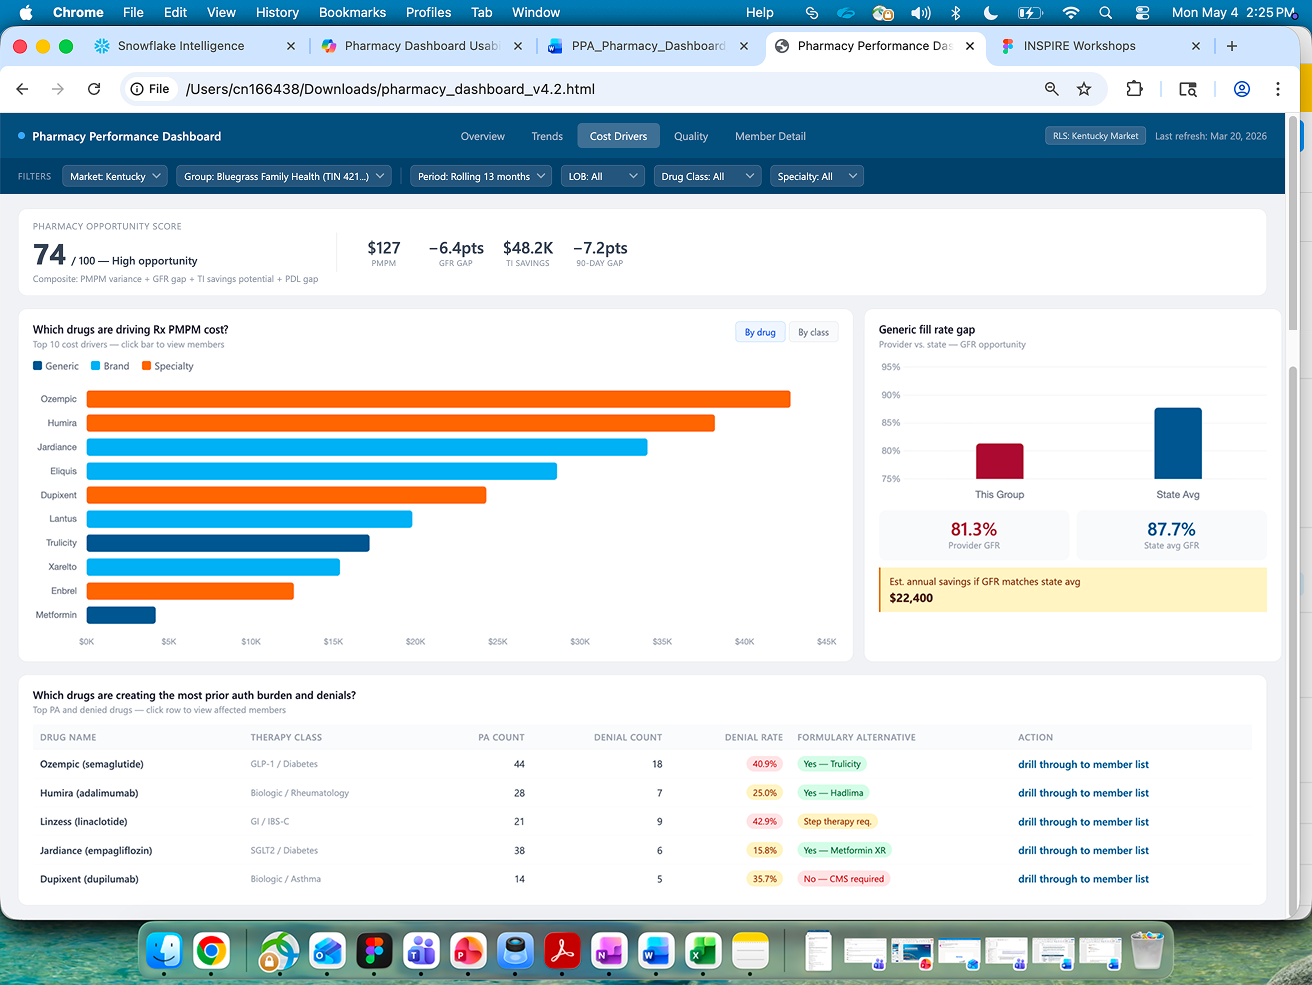 Chrome File Edit View History Bookmarks Profiles Tab Window Help Mon May 4 2:25 PM
Snowflake Intelligence
Pharmacy Dashboard Usab
PPA_Pharmacy_Dashboard
Pharmacy Performance Das
INSPIRE Workshops
File /Users/cn166438/Downloads/pharmacy_dashboard_v4.2.html
Pharmacy Performance Dashboard
Overview Trends Cost Drivers Quality Member Detail
RLS: Kentucky Market Last refresh: Mar 20, 2026
FILTERS Market: Kentucky Group: Bluegrass Family Health (TIN 421...) Period: Rolling 13 months LOB: All Drug Class: All Specialty: All
PHARMACY OPPORTUNITY SCORE
74 / 100 — High opportunity
Composite: PMPM variance + GFR gap + TI savings potential + PDL gap
$127 −6.4pts $48.2K −7.2pts
PMPM GFR GAP TI SAVINGS 90-DAY GAP
Which drugs are driving Rx PMPM cost?
Top 10 cost drivers — click bar to view members
By drug By class
Generic Brand Specialty
Ozempic
Humira
Jardiance
Eliquis
Dupixent
Lantus
Trulicity
Xarelto
Enbrel
Metformin
$0K $5K $10K $15K $20K $25K $30K $35K $40K $45K
Generic fill rate gap
Provider vs. state — GFR opportunity
95%
90%
85%
80%
75%
This Group State Avg
81.3% 87.7%
Provider GFR State avg GFR
Est. annual savings if GFR matches state avg
$22,400
Which drugs are creating the most prior auth burden and denials?
Top PA and denied drugs — click row to view affected members
DRUG NAME THERAPY CLASS PA COUNT DENIAL COUNT DENIAL RATE FORMULARY ALTERNATIVE ACTION
Ozempic (semaglutide) GLP-1 / Diabetes 44 18 40.9% Yes — Trulicity drill through to member list
Humira (adalimumab) Biologic / Rheumatology 28 7 25.0% Yes — Hadlima drill through to member list
Linzess (linaclotide) GI / IBS-C 21 9 42.9% Step therapy req. drill through to member list
Jardiance (empagliflozin) SGLT2 / Diabetes 38 6 15.8% Yes — Metformin XR drill through to member list
Dupixent (dupilumab) Biologic / Asthma 14 5 35.7% No — CMS required drill through to member list